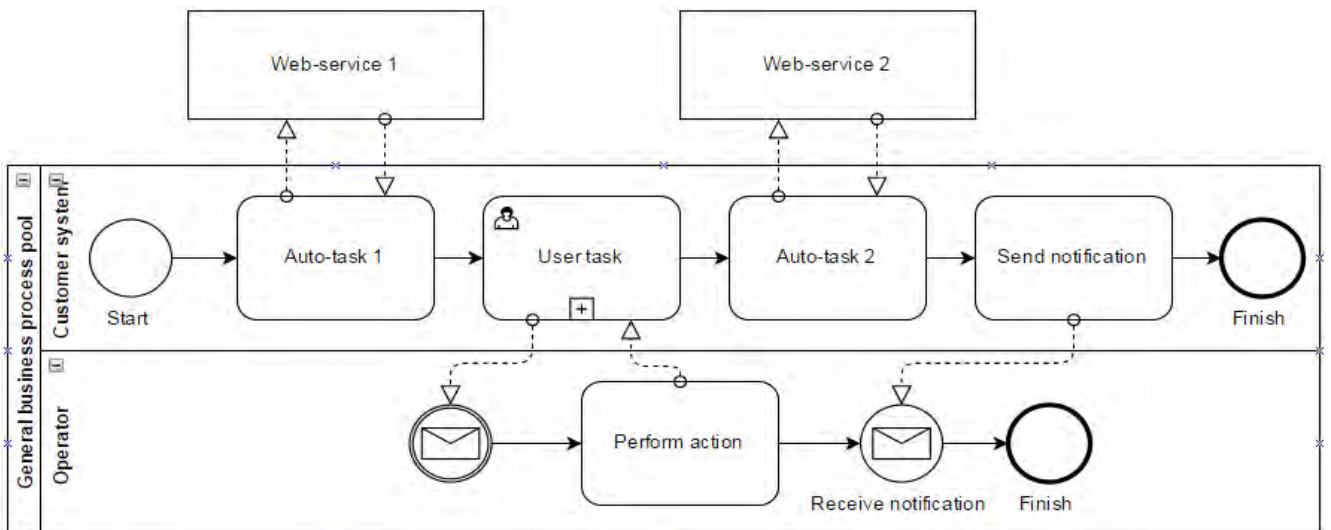 Web-service 1
Web-service 2
General business process pool
Customer system
Start
Auto-task 1
User task
Auto-task 2
Send notification
Finish
Operator
Perform action
Receive notification
Finish